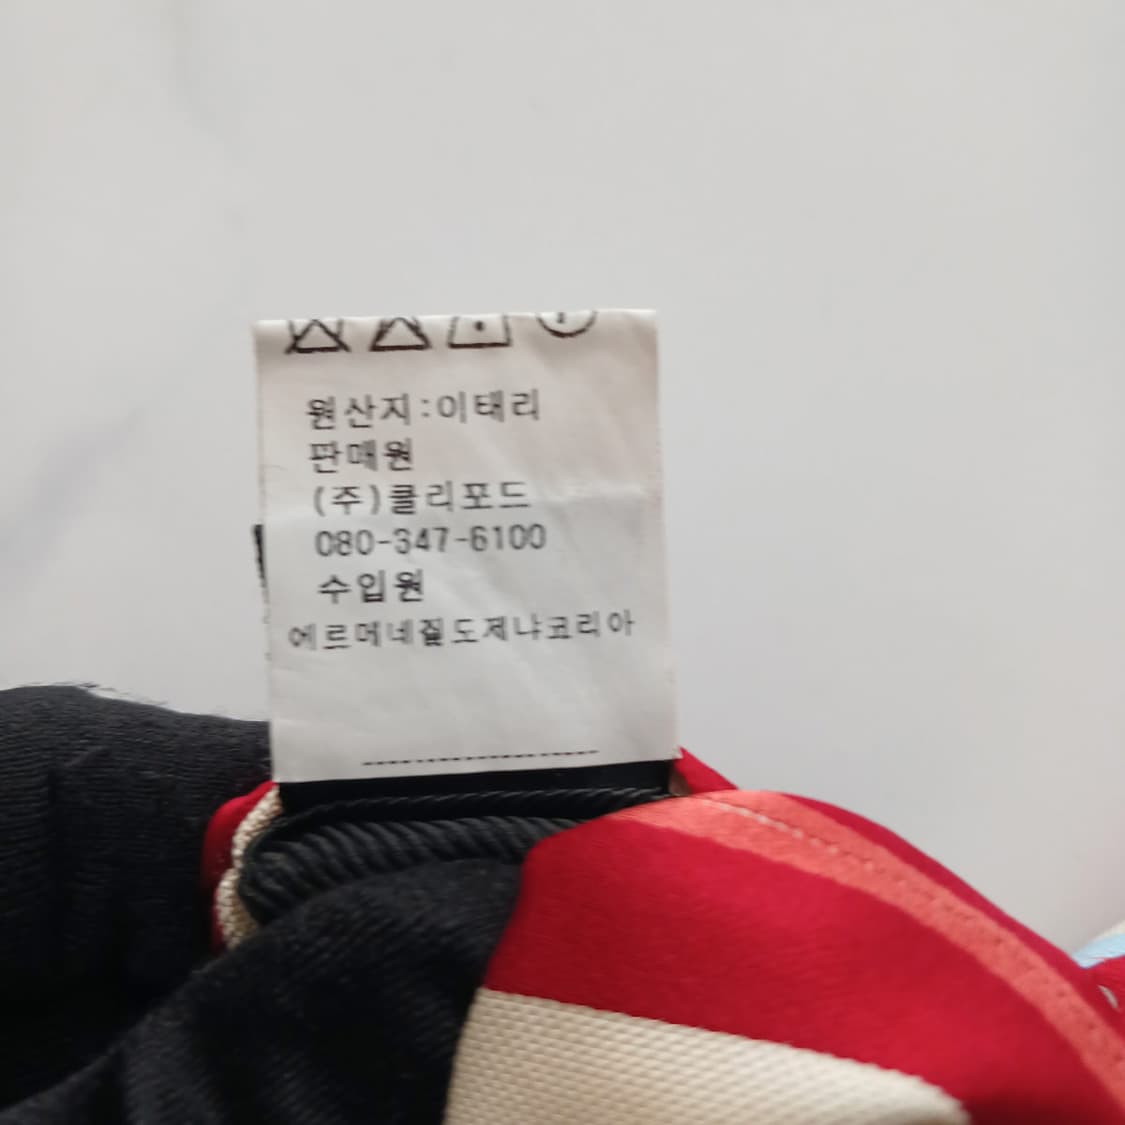 원산지:이태리
판매원
(주)클리포드
080-347-6100
수입원
에르메네질도제냐코리아